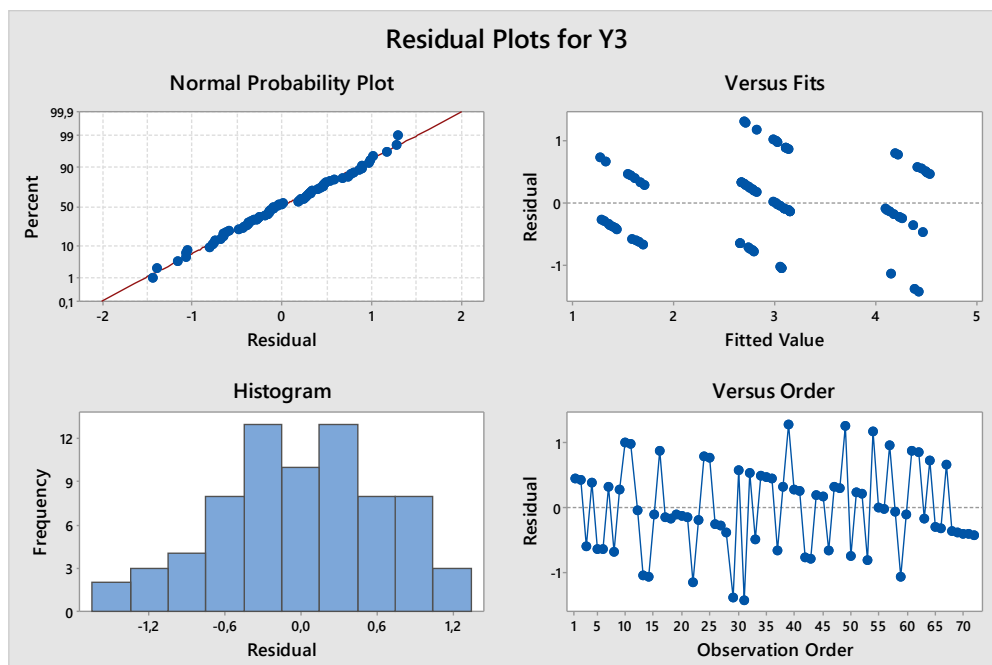 Residual Plots for Y3
Normal Probability Plot
Versus Fits
99,9
99
90
50
10
1
0,1
Percent
-2 -1 0 1 2
Residual
1
0
-1
Residual
1 2 3 4 5
Fitted Value
Histogram
Versus Order
12
9
6
3
0
Frequency
-1,2 -0,6 0,0 0,6 1,2
Residual
1
0
-1
Residual
1 5 10 15 20 25 30 35 40 45 50 55 60 65 70
Observation Order